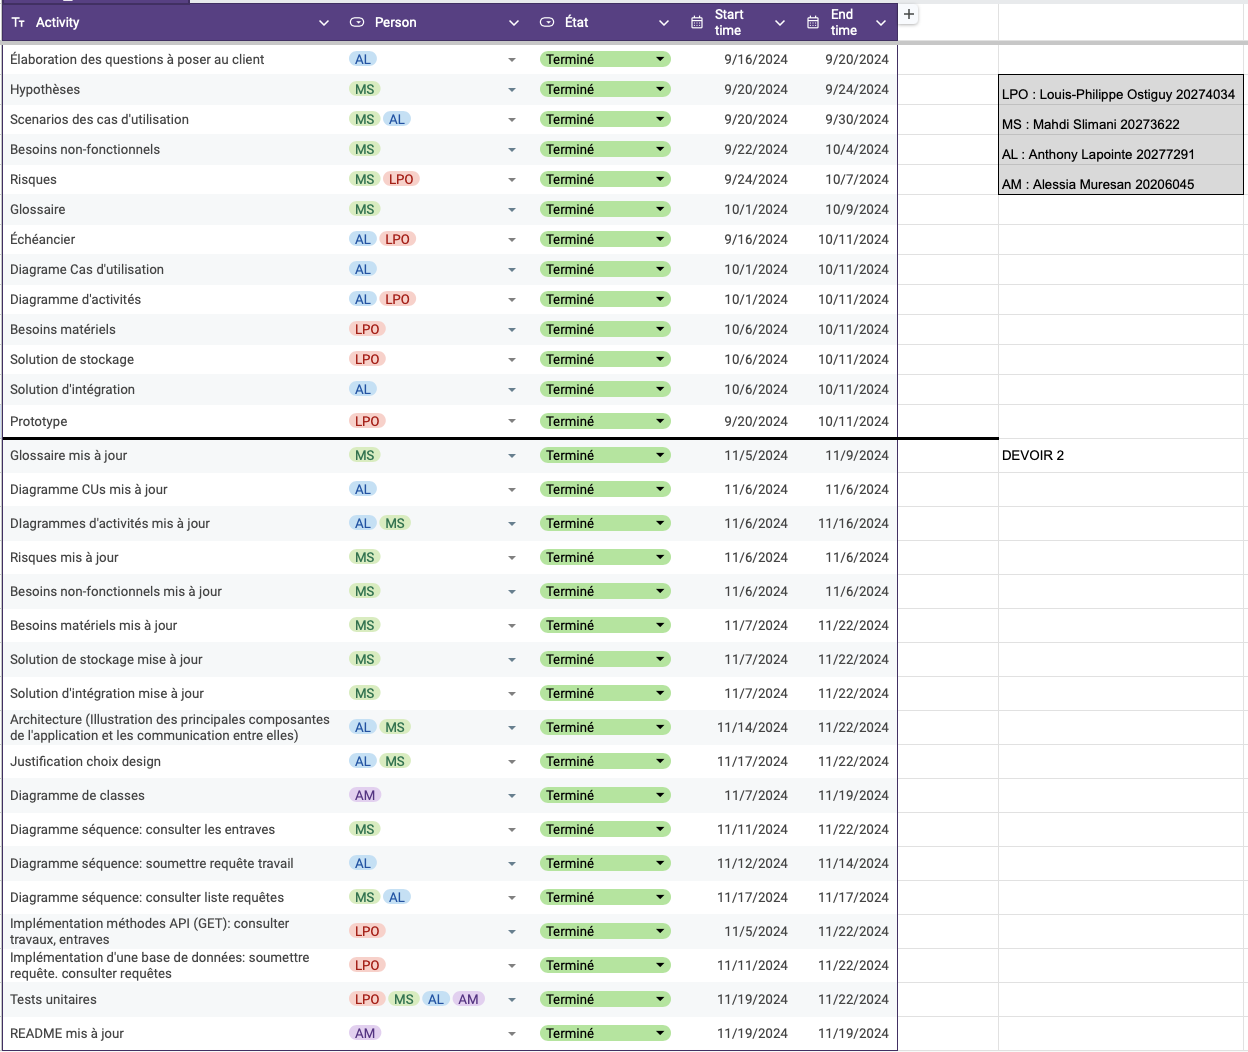 Tт Activity Person État Start time End time +
Élaboration des questions à poser au client AL Terminé 9/16/2024 9/20/2024
Hypothèses MS Terminé 9/20/2024 9/24/2024 LPO : Louis-Philippe Ostiguy 20274034
Scenarios des cas d'utilisation MS AL Terminé 9/20/2024 9/30/2024 MS : Mahdi Slimani 20273622
Besoins non-fonctionnels MS Terminé 9/22/2024 10/4/2024 AL : Anthony Lapointe 20277291
Risques MS LPO Terminé 9/24/2024 10/7/2024 AM : Alessia Muresan 20206045
Glossaire MS Terminé 10/1/2024 10/9/2024
Échéancier AL LPO Terminé 9/16/2024 10/11/2024
Diagrame Cas d'utilisation AL Terminé 10/1/2024 10/11/2024
Diagramme d'activités AL LPO Terminé 10/1/2024 10/11/2024
Besoins matériels LPO Terminé 10/6/2024 10/11/2024
Solution de stockage LPO Terminé 10/6/2024 10/11/2024
Solution d'intégration AL Terminé 10/6/2024 10/11/2024
Prototype LPO Terminé 9/20/2024 10/11/2024
Glossaire mis à jour MS Terminé 11/5/2024 11/9/2024 DEVOIR 2
Diagramme CUs mis à jour AL Terminé 11/6/2024 11/6/2024
DIagrammes d'activités mis à jour AL MS Terminé 11/6/2024 11/16/2024
Risques mis à jour MS Terminé 11/6/2024 11/6/2024
Besoins non-fonctionnels mis à jour MS Terminé 11/6/2024 11/6/2024
Besoins matériels mis à jour MS Terminé 11/7/2024 11/22/2024
Solution de stockage mise à jour MS Terminé 11/7/2024 11/22/2024
Solution d'intégration mise à jour MS Terminé 11/7/2024 11/22/2024
Architecture (Illustration des principales composantes
de l'application et les communication entre elles) AL MS Terminé 11/14/2024 11/22/2024
Justification choix design AL MS Terminé 11/17/2024 11/22/2024
Diagramme de classes AM Terminé 11/7/2024 11/19/2024
Diagramme séquence: consulter les entraves MS Terminé 11/11/2024 11/22/2024
Diagramme séquence: soumettre requête travail AL Terminé 11/12/2024 11/14/2024
Diagramme séquence: consulter liste requêtes MS AL Terminé 11/17/2024 11/17/2024
Implémentation méthodes API (GET): consulter
travaux, entraves LPO Terminé 11/5/2024 11/22/2024
Implémentation d'une base de données: soumettre
requête. consulter requêtes LPO Terminé 11/11/2024 11/22/2024
Tests unitaires LPO MS AL AM Terminé 11/19/2024 11/22/2024
README mis à jour AM Terminé 11/19/2024 11/19/2024